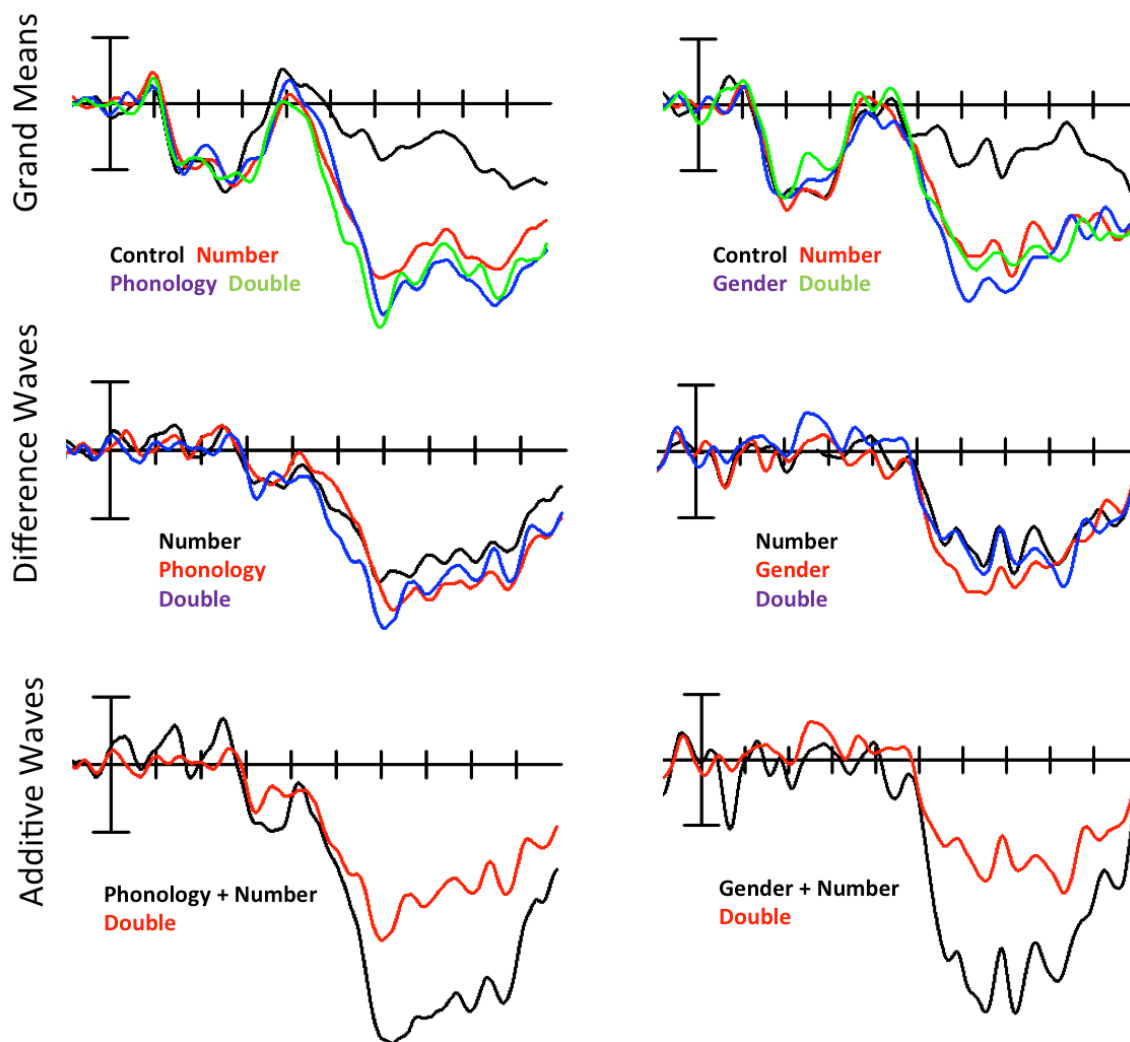 Grand Means
Control Number
Phonology Double
Control Number
Gender Double
Difference Waves
Number
Phonology
Double
Number
Gender
Double
Additive Waves
Phonology + Number
Double
Gender + Number
Double